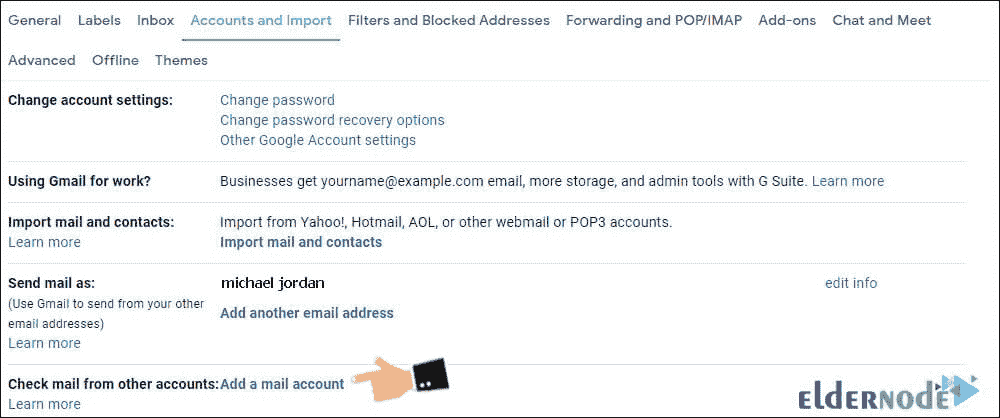 General Labels Inbox Accounts and Import Filters and Blocked Addresses Forwarding and POP/IMAP Add-ons Chat and Meet
Advanced Offline Themes
Change account settings: Change password
Change password recovery options
Other Google Account settings
Using Gmail for work? Businesses get yourname@example.com email, more storage, and admin tools with G Suite. Learn more
Import mail and contacts: Import from Yahoo!, Hotmail, AOL, or other webmail or POP3 accounts.
Learn more Import mail and contacts
Send mail as: michael jordan edit info
(Use Gmail to send from your other
email addresses) Add another email address
Learn more
Check mail from other accounts: Add a mail account
Learn more
ELDERNODE